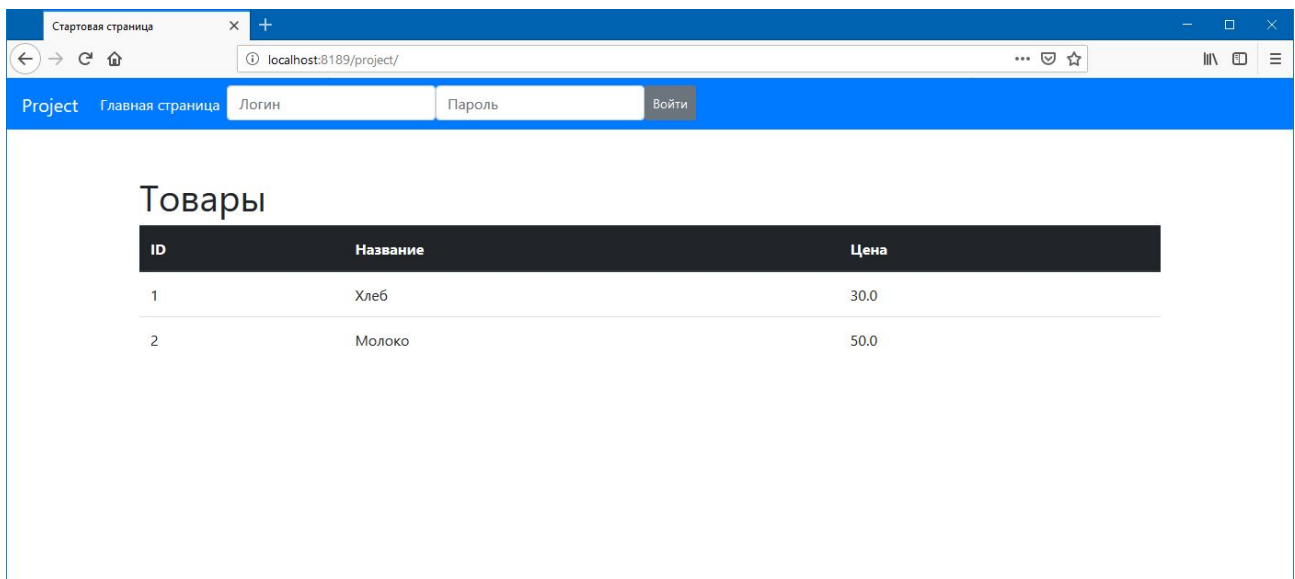 Стартовая страница
localhost:8189/project/
Project Главная страница Логин Пароль Войти
Товары
ID Название Цена
1 Хлеб 30.0
2 Молоко 50.0